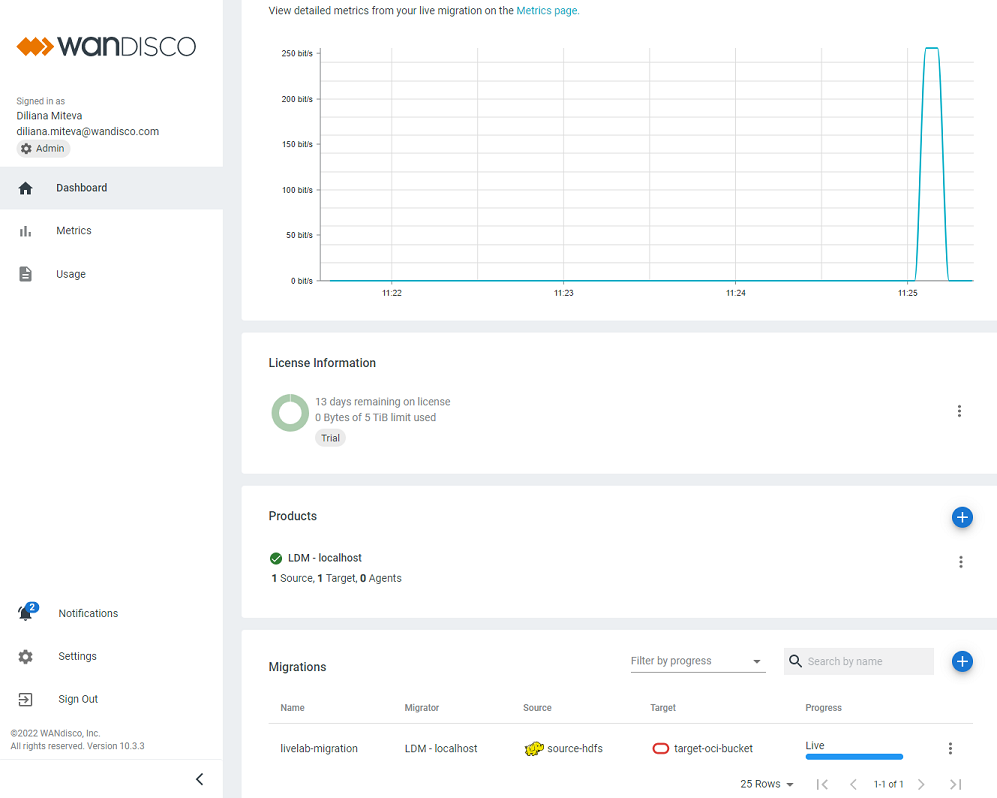 View detailed metrics from your live migration on the Metrics page.
WANDISCO
Signed in as
Diliana Miteva
diliana.miteva@wandisco.com
Admin
Dashboard
Metrics
Usage
250 bit/s
200 bit/s
150 bit/s
100 bit/s
50 bit/s
0 bit/s
11:22 11:23 11:24 11:25
License Information
13 days remaining on license
0 Bytes of 5 TiB limit used
Trial
Products
LDM - localhost
1 Source, 1 Target, 0 Agents
2
Notifications
Settings
Sign Out
©2022 WANdisco, Inc.
All rights reserved. Version 10.3.3
Migrations Filter by progress Search by name
Name Migrator Source Target Progress
livelab-migration LDM - localhost source-hdfs target-oci-bucket Live
25 Rows 1-1 of 1